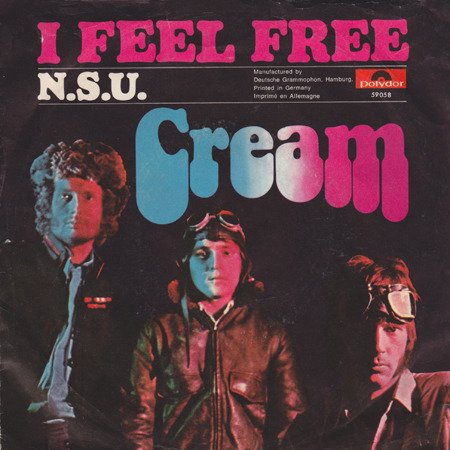 I FEEL FREE
N.S.U.
Manufactured by
Deutsche Grammophon, Hamburg.
Printed in Germany
Imprimé en Allemagne
Polydor
59058
Cream